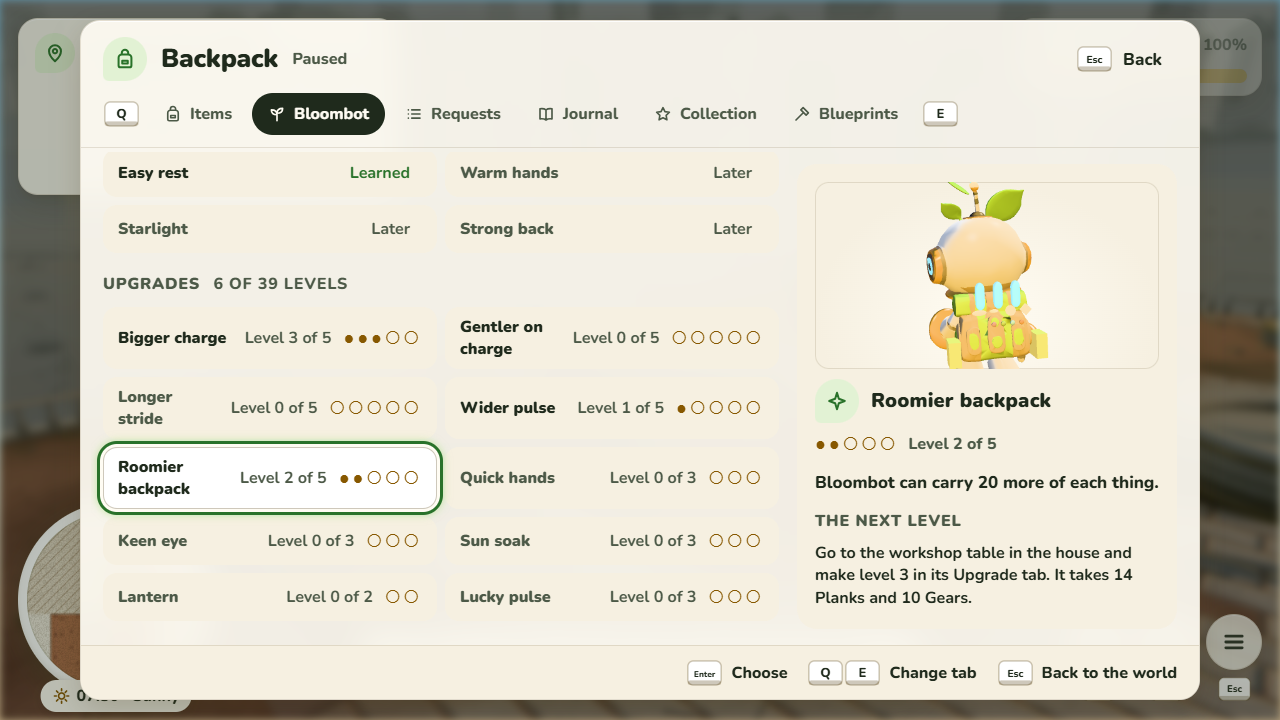 Backpack Paused
Esc Back
100%
Q Items Bloombot Requests Journal Collection Blueprints E
Easy rest Learned
Warm hands Later
Starlight Later
Strong back Later
UPGRADES 6 OF 39 LEVELS
Bigger charge Level 3 of 5
Gentler on charge Level 0 of 5
Longer stride Level 0 of 5
Wider pulse Level 1 of 5
Roomier backpack Level 2 of 5
Quick hands Level 0 of 3
Keen eye Level 0 of 3
Sun soak Level 0 of 3
Lantern Level 0 of 2
Lucky pulse Level 0 of 3
Roomier backpack
Level 2 of 5
Bloombot can carry 20 more of each thing.
THE NEXT LEVEL
Go to the workshop table in the house and
make level 3 in its Upgrade tab. It takes 14
Planks and 10 Gears.
Enter Choose Q E Change tab Esc Back to the world
Esc